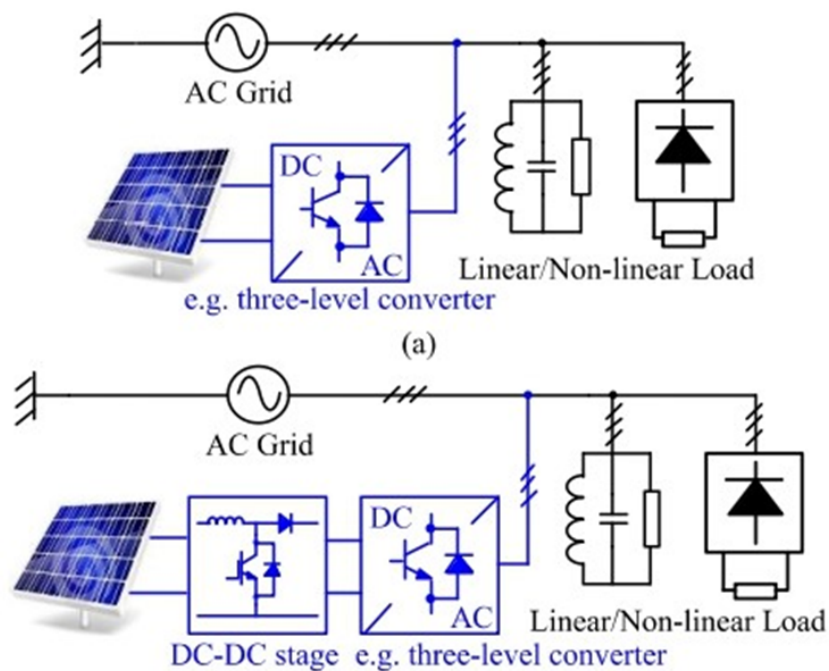 AC Grid
DC
AC
Linear/Non-linear Load
e.g. three-level converter
(a)
AC Grid
DC
AC
Linear/Non-linear Load
DC-DC stage e.g. three-level converter